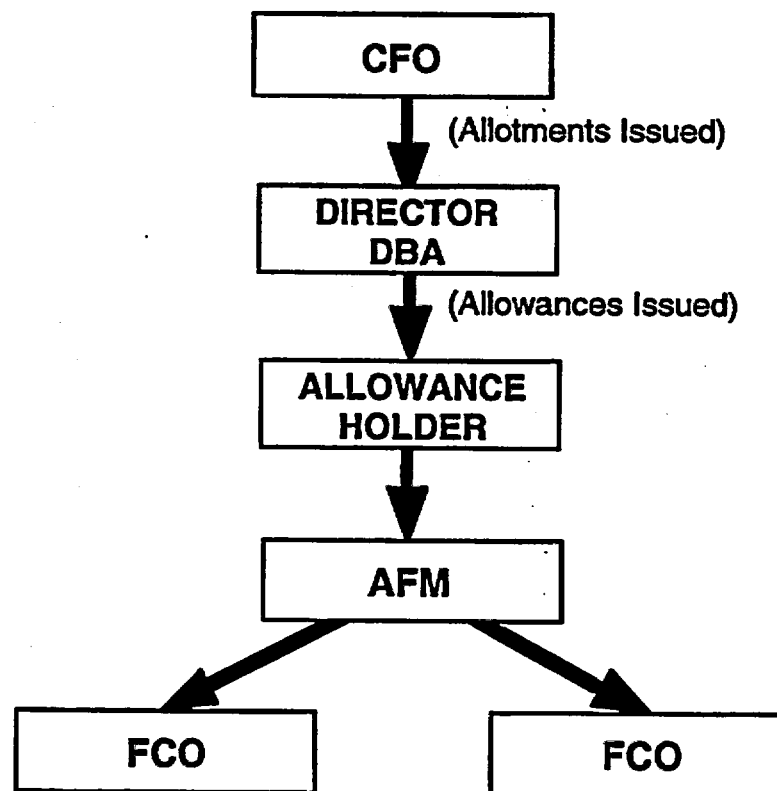 CFO
(Allotments Issued)
DIRECTOR
DBA
(Allowances Issued)
ALLOWANCE
HOLDER
AFM
FCO
FCO